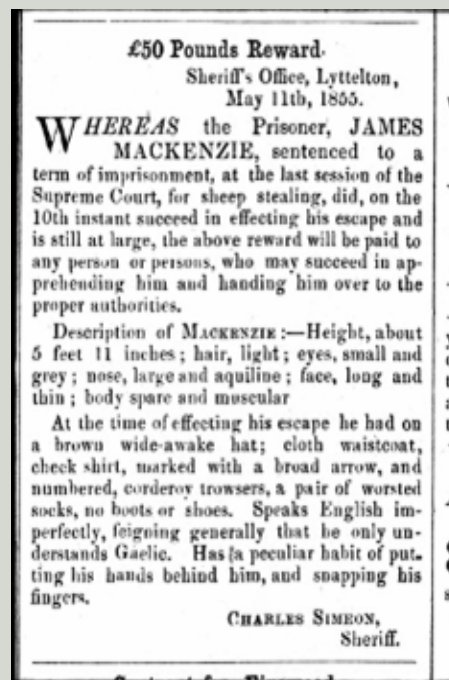 £50 Pounds Reward.
Sheriff's Office, Lyttelton,
May 11th, 1855.
WHEREAS the Prisoner, JAMES
MACKENZIE, sentenced to a
term of imprisonment, at the last session of the
Supreme Court, for sheep stealing, did, on the
10th instant succeed in effecting his escape and
is still at large, the above reward will be paid to
any person or persons, who may succeed in ap-
prehending him and handing him over to the
proper authorities.
Description of MACKENZIE:—Height, about
5 feet 11 inches; hair, light; eyes, small and
grey; nose, large and aquiline; face, long and
thin; body spare and muscular
At the time of effecting his escape he had on
a brown wide-awake hat; cloth waistcoat,
check shirt, marked with a broad arrow, and
numbered, corderoy trowsers, a pair of worsted
socks, no boots or shoes. Speaks English im-
perfectly, feigning generally that he only un-
derstands Gaelic. Has a peculiar habit of put-
ting his hands behind him, and snapping his
fingers.
CHARLES SIMEON,
Sheriff.